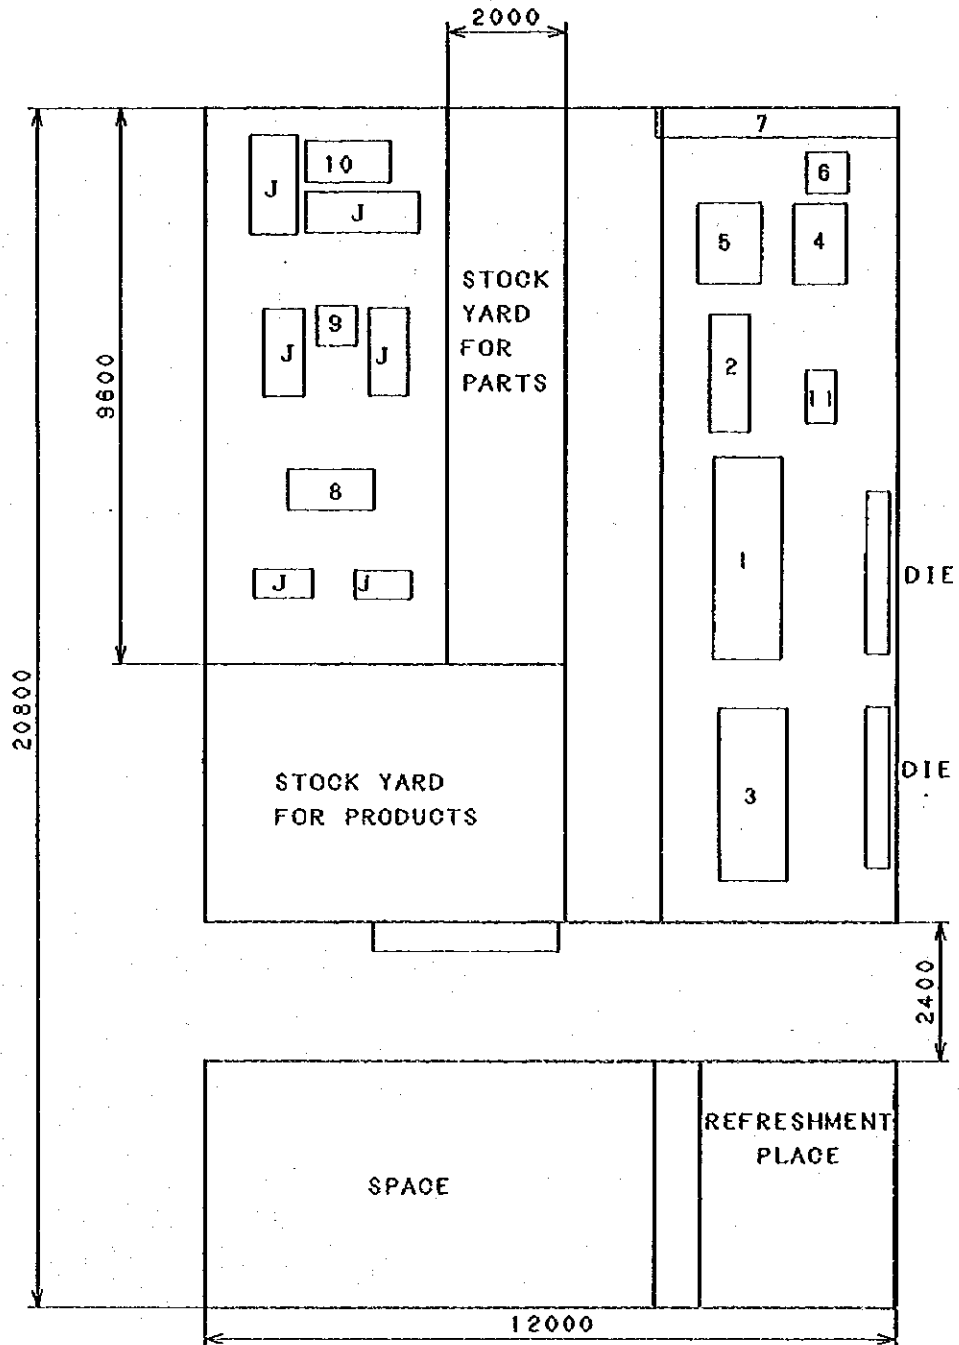 2000
7
10
6
J
J
5
4
STOCK
YARD
FOR
PARTS
9
J
J
2
9600
11
8
1
J
J
DIE
20800
STOCK YARD
FOR PRODUCTS
3
DIE
2400
REFRESHMENT
PLACE
SPACE
12000